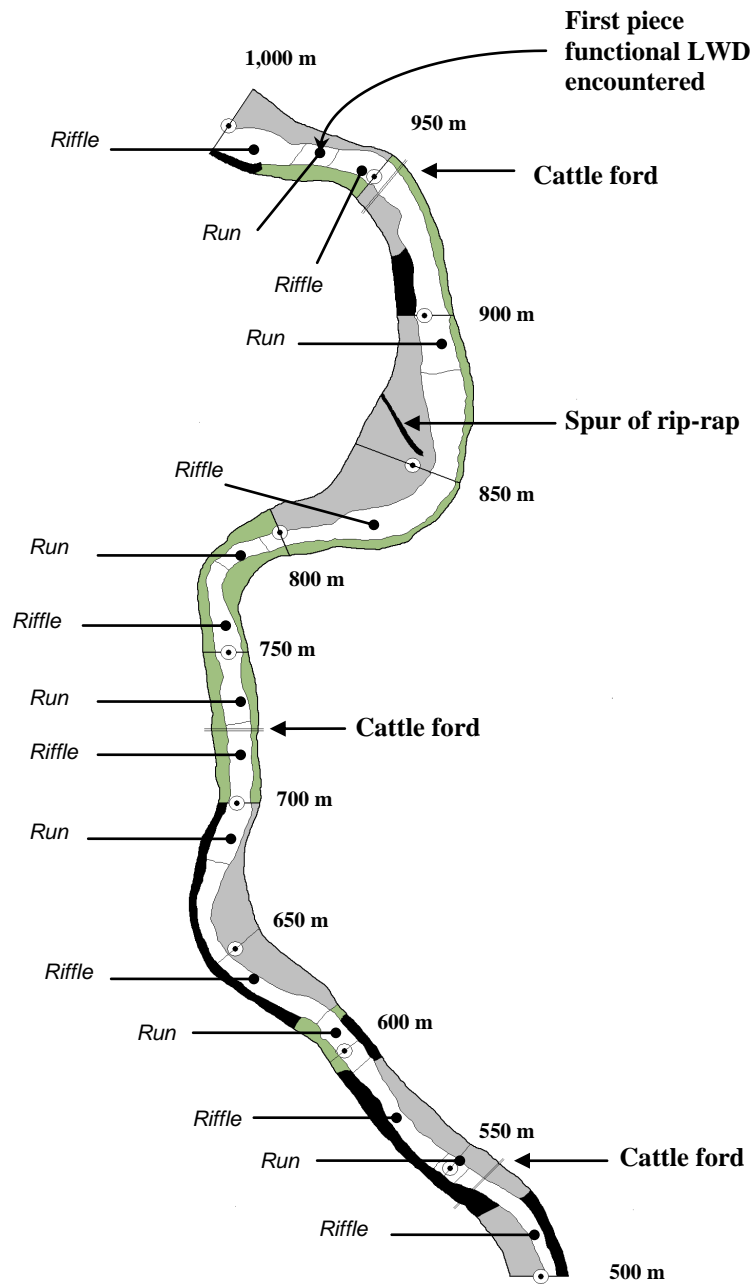 First piece
functional LWD
encountered
1,000 m
950 m
Riffle
Cattle ford
Run
Riffle
900 m
Run
Spur of rip-rap
Riffle
850 m
Run
800 m
Riffle
750 m
Run
Cattle ford
Riffle
700 m
Run
650 m
Riffle
600 m
Run
Riffle
550 m
Run
Cattle ford
Riffle
500 m